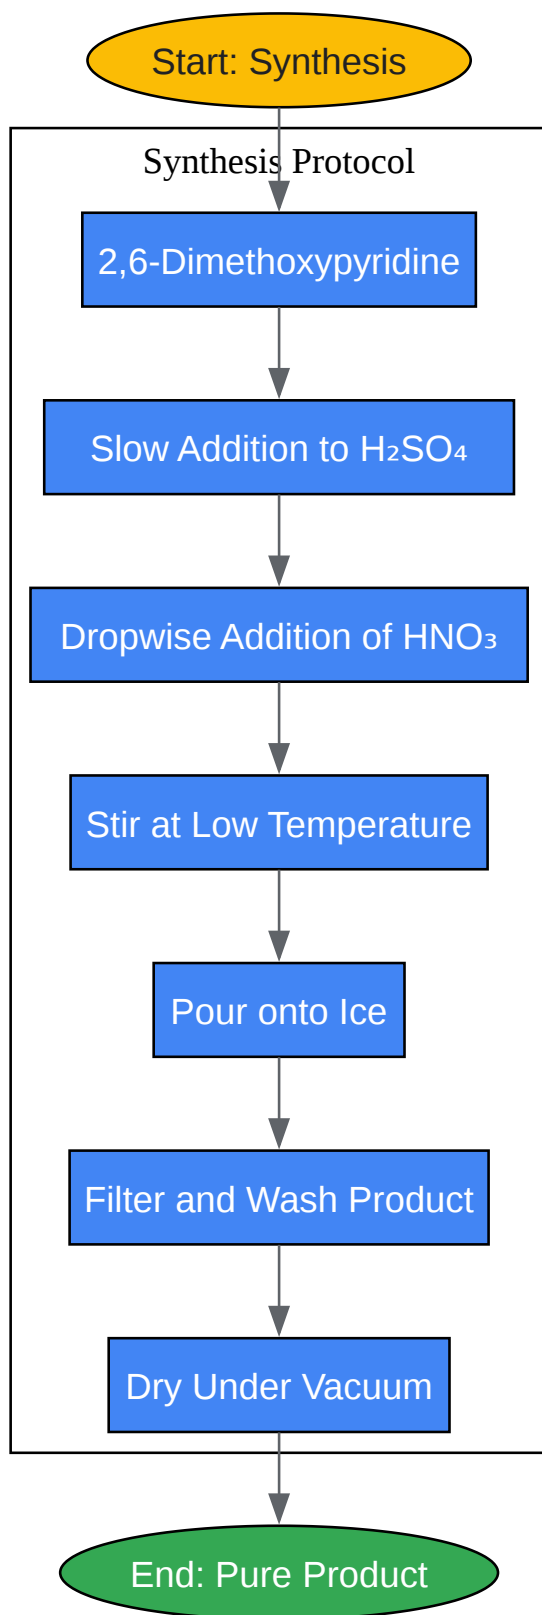 Start: Synthesis
Synthesis Protocol
2,6-Dimethoxypyridine
Slow Addition to H₂SO₄
Dropwise Addition of HNO₃
Stir at Low Temperature
Pour onto Ice
Filter and Wash Product
Dry Under Vacuum
End: Pure Product